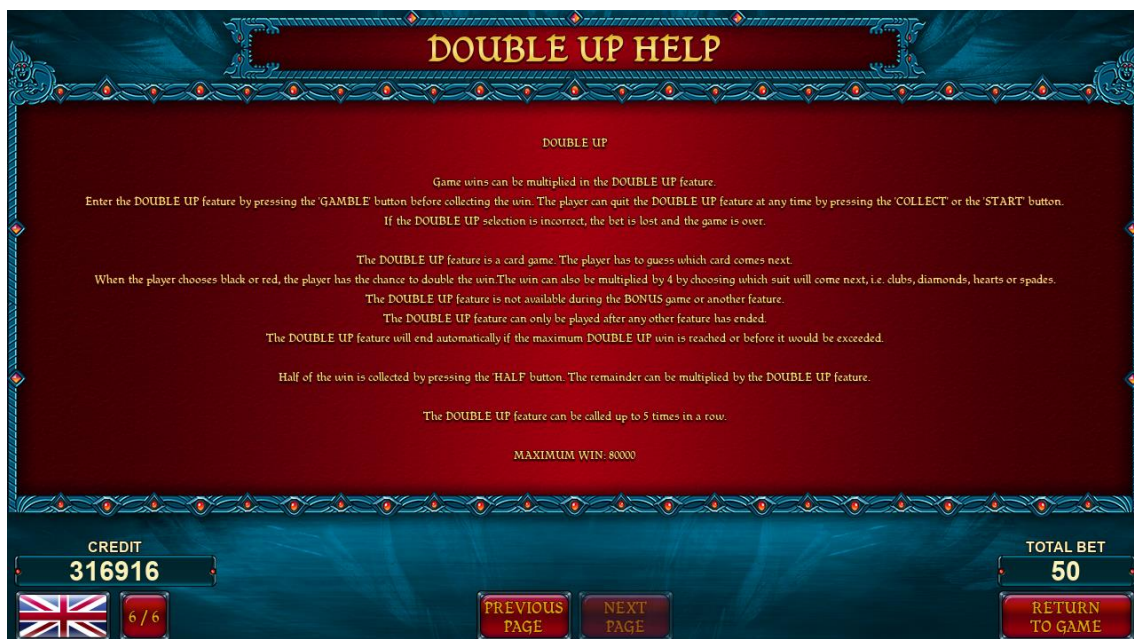 DOUBLE UP HELP
DOUBLE UP
Game wins can be multiplied in the DOUBLE UP feature.
Enter the DOUBLE UP feature by pressing the 'GAMBLE' button before collecting the win. The player can quit the DOUBLE UP feature at any time by pressing the 'COLLECT' or the 'START' button.
If the DOUBLE UP selection is incorrect, the bet is lost and the game is over.
The DOUBLE UP feature is a card game. The player has to guess which card comes next.
When the player chooses black or red, the player has the chance to double the win.The win can also be multiplied by 4 by choosing which suit will come next, i.e. clubs, diamonds, hearts or spades.
The DOUBLE UP feature is not available during the BONUS game or another feature.
The DOUBLE UP feature can only be played after any other feature has ended.
The DOUBLE UP feature will end automatically if the maximum DOUBLE UP win is reached or before it would be exceeded.
Half of the win is collected by pressing the 'HALF' button. The remainder can be multiplied by the DOUBLE UP feature.
The DOUBLE UP feature can be called up to 5 times in a row.
MAXIMUM WIN: 80000
CREDIT
316916
TOTAL BET
50
6 / 6
PREVIOUS
PAGE
NEXT
PAGE
RETURN
TO GAME